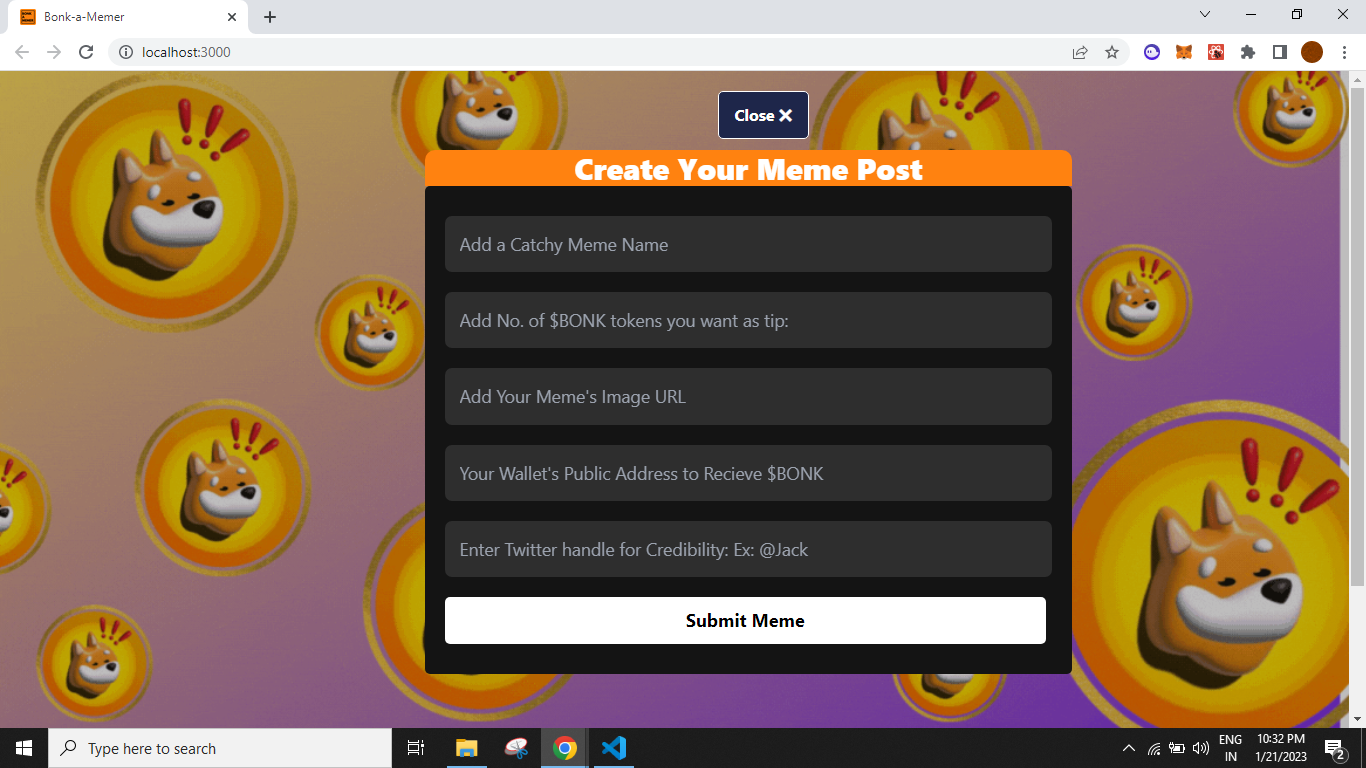 Bonk-a-Memer
localhost:3000
Close
Create Your Meme Post
Add a Catchy Meme Name
Add No. of $BONK tokens you want as tip:
Add Your Meme's Image URL
Your Wallet's Public Address to Recieve $BONK
Enter Twitter handle for Credibility: Ex: @Jack
Submit Meme
Type here to search
ENG
IN
10:32 PM
1/21/2023
2